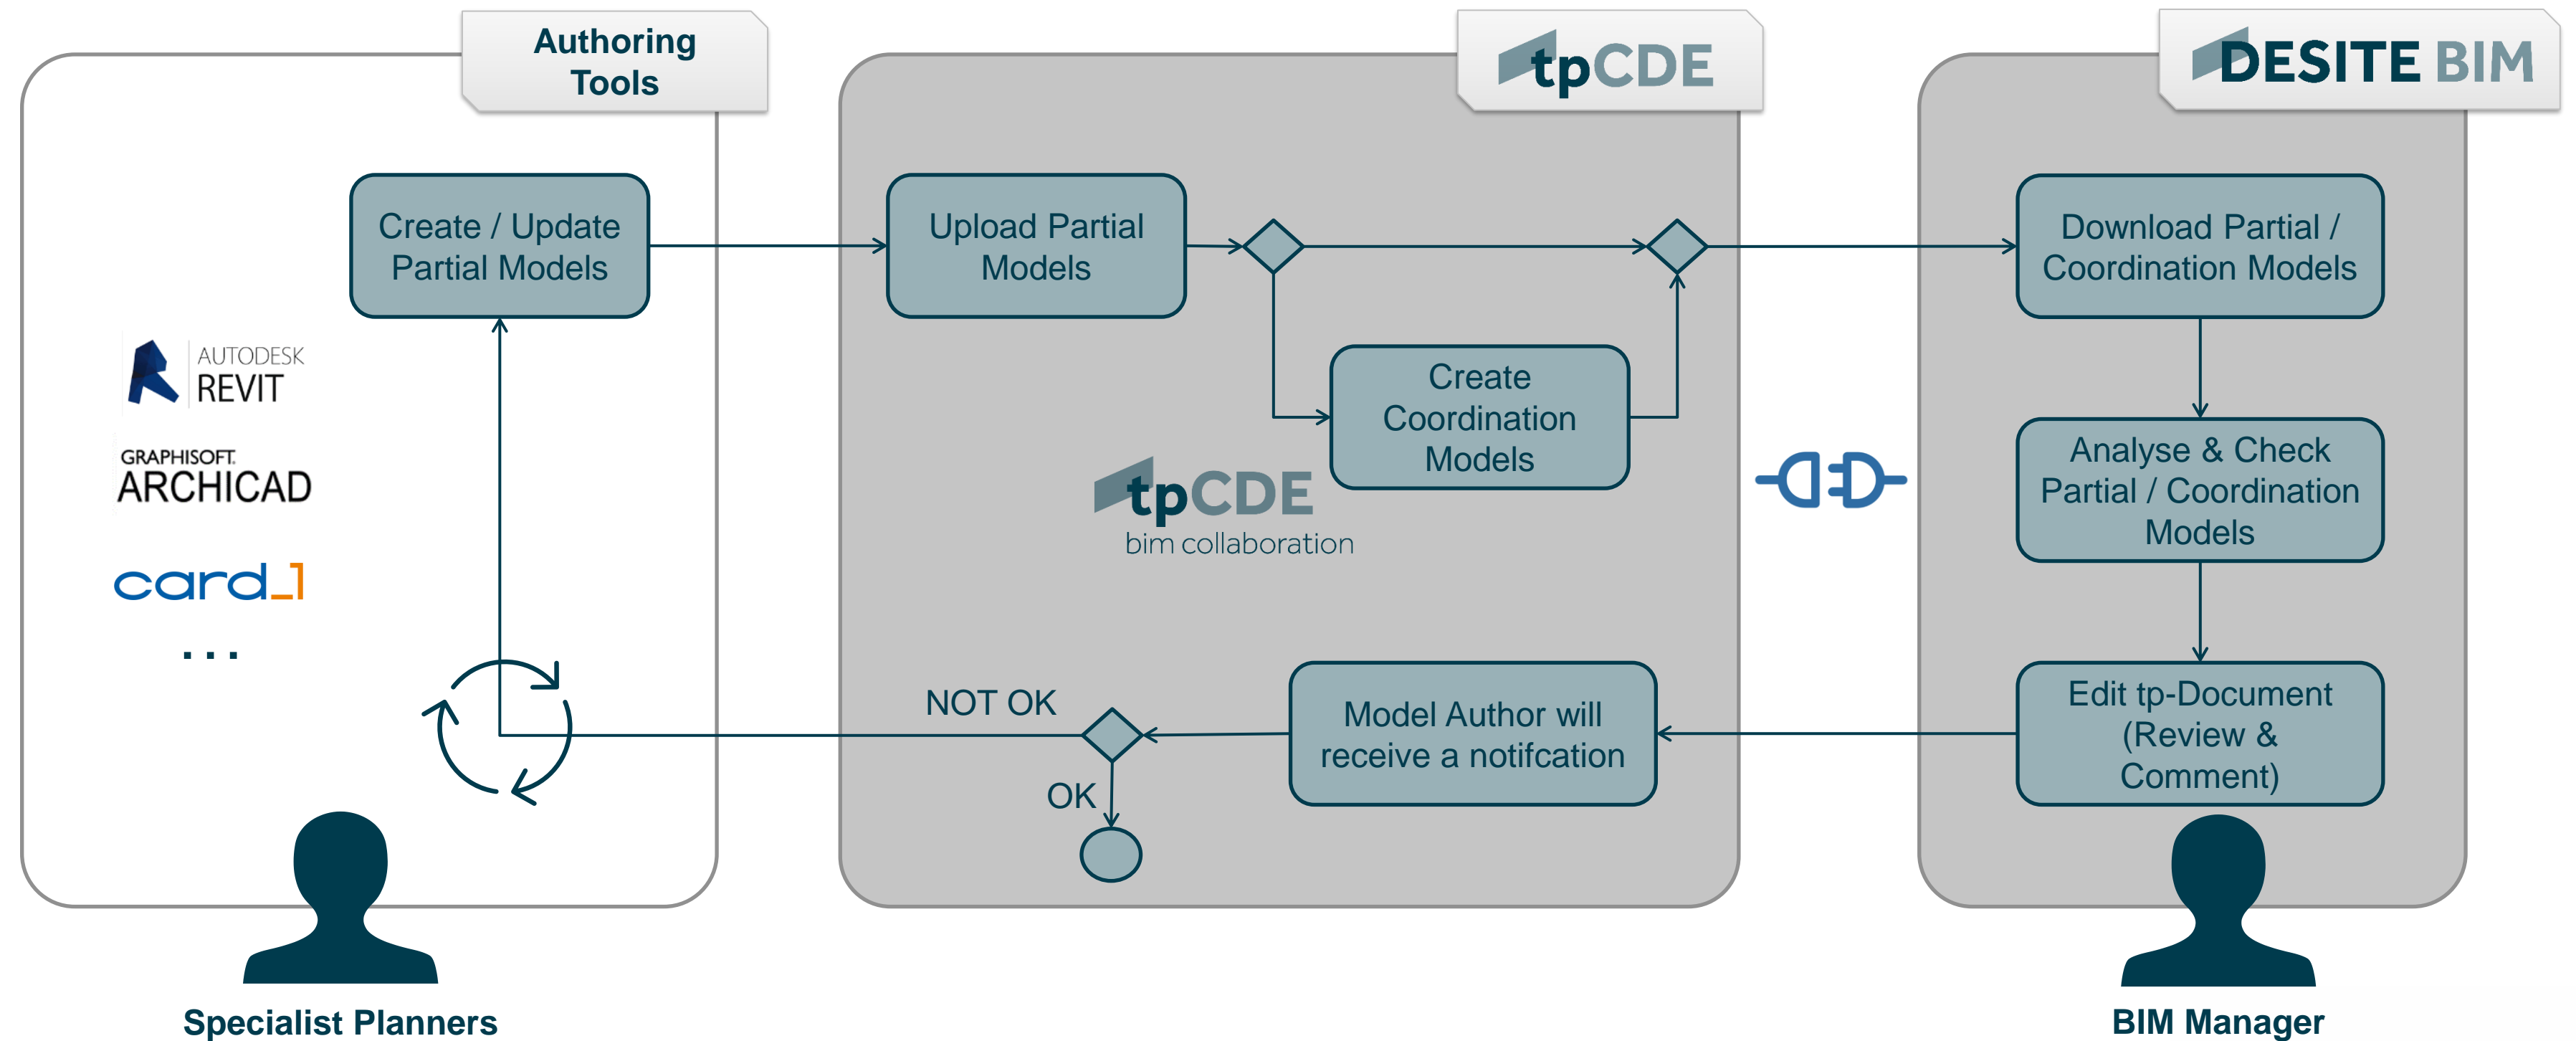 Authoring
Tools
tpCDE
DESITE BIM
Create / Update
Partial Models
Upload Partial
Models
Download Partial /
Coordination Models
AUTODESK
REVIT
Create
Coordination
Models
GRAPHISOFT.
ARCHICAD
tpCDE
bim collaboration
Analyse & Check
Partial / Coordination
Models
card_1
...
NOT OK
Model Author will
receive a notifcation
Edit tp-Document
(Review &
Comment)
OK
Specialist Planners
BIM Manager